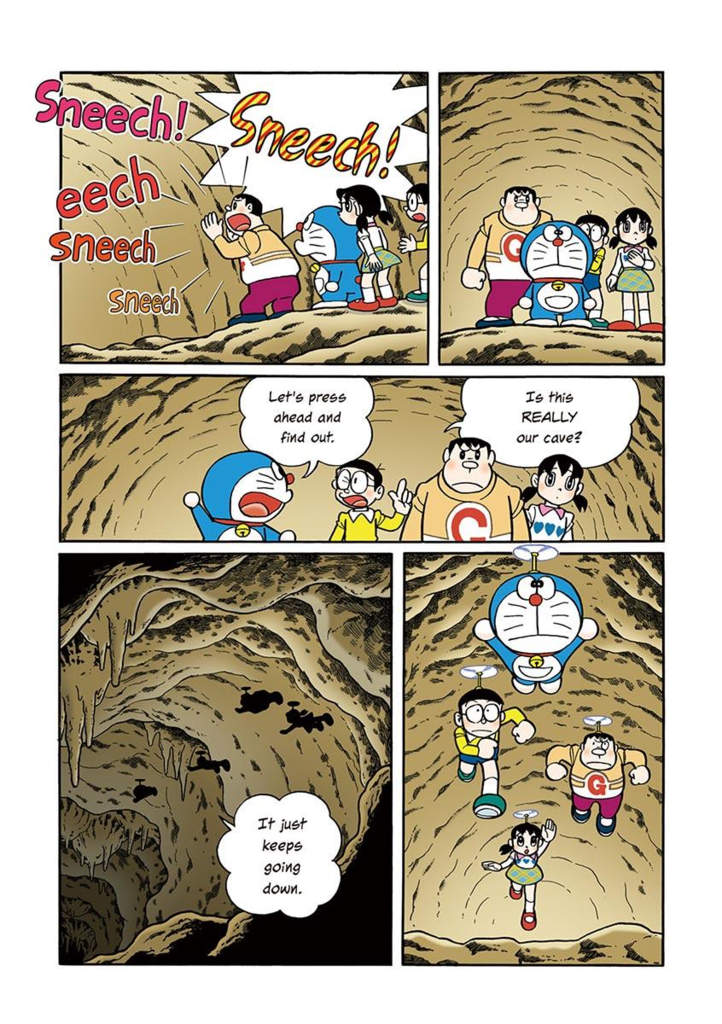 G
Sneech!
Sneech!
eech
sneech
sneech
Is this
REALLY
our cave?
G
Let's press
ahead and
find out.
G
It just
keeps
going
down.